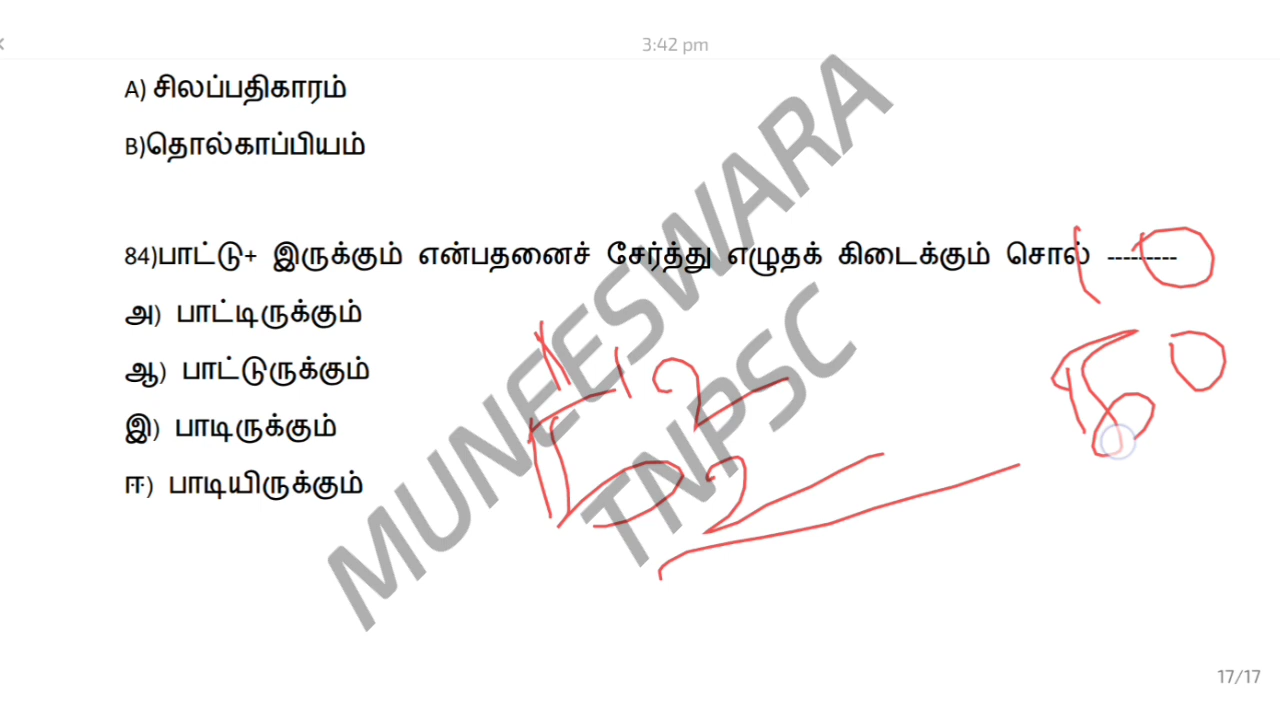 3:42 pm
A) சிலப்பதிகாரம்
B)தொல்காப்பியம்
84)பாட்டு+ இருக்கும் என்பதனைச் சேர்த்து எழுதக் கிடைக்கும் சொல் ---------
அ) பாட்டிருக்கும்
ஆ) பாட்டுருக்கும்
இ) பாடிருக்கும்
ஈ) பாடியிருக்கும்
MUNEESWARA
TNPSC
17/17